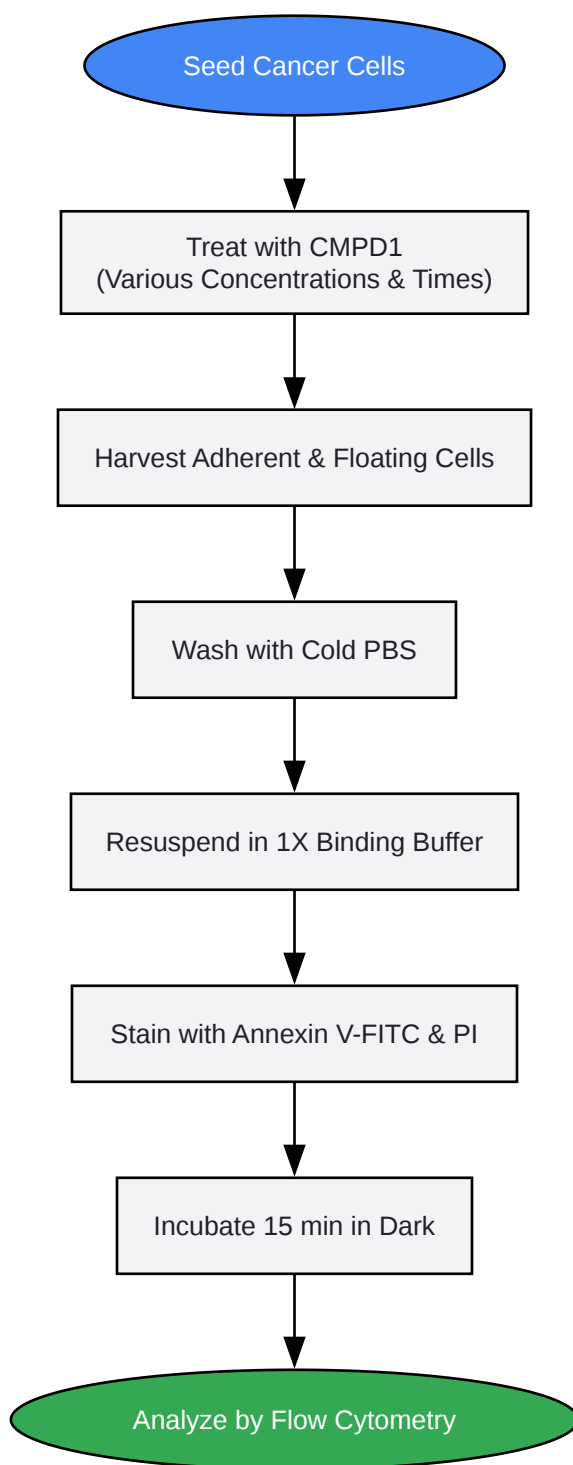 Seed Cancer Cells
Treat with CMPD1
(Various Concentrations & Times)
Harvest Adherent & Floating Cells
Wash with Cold PBS
Resuspend in 1X Binding Buffer
Stain with Annexin V-FITC & PI
Incubate 15 min in Dark
Analyze by Flow Cytometry